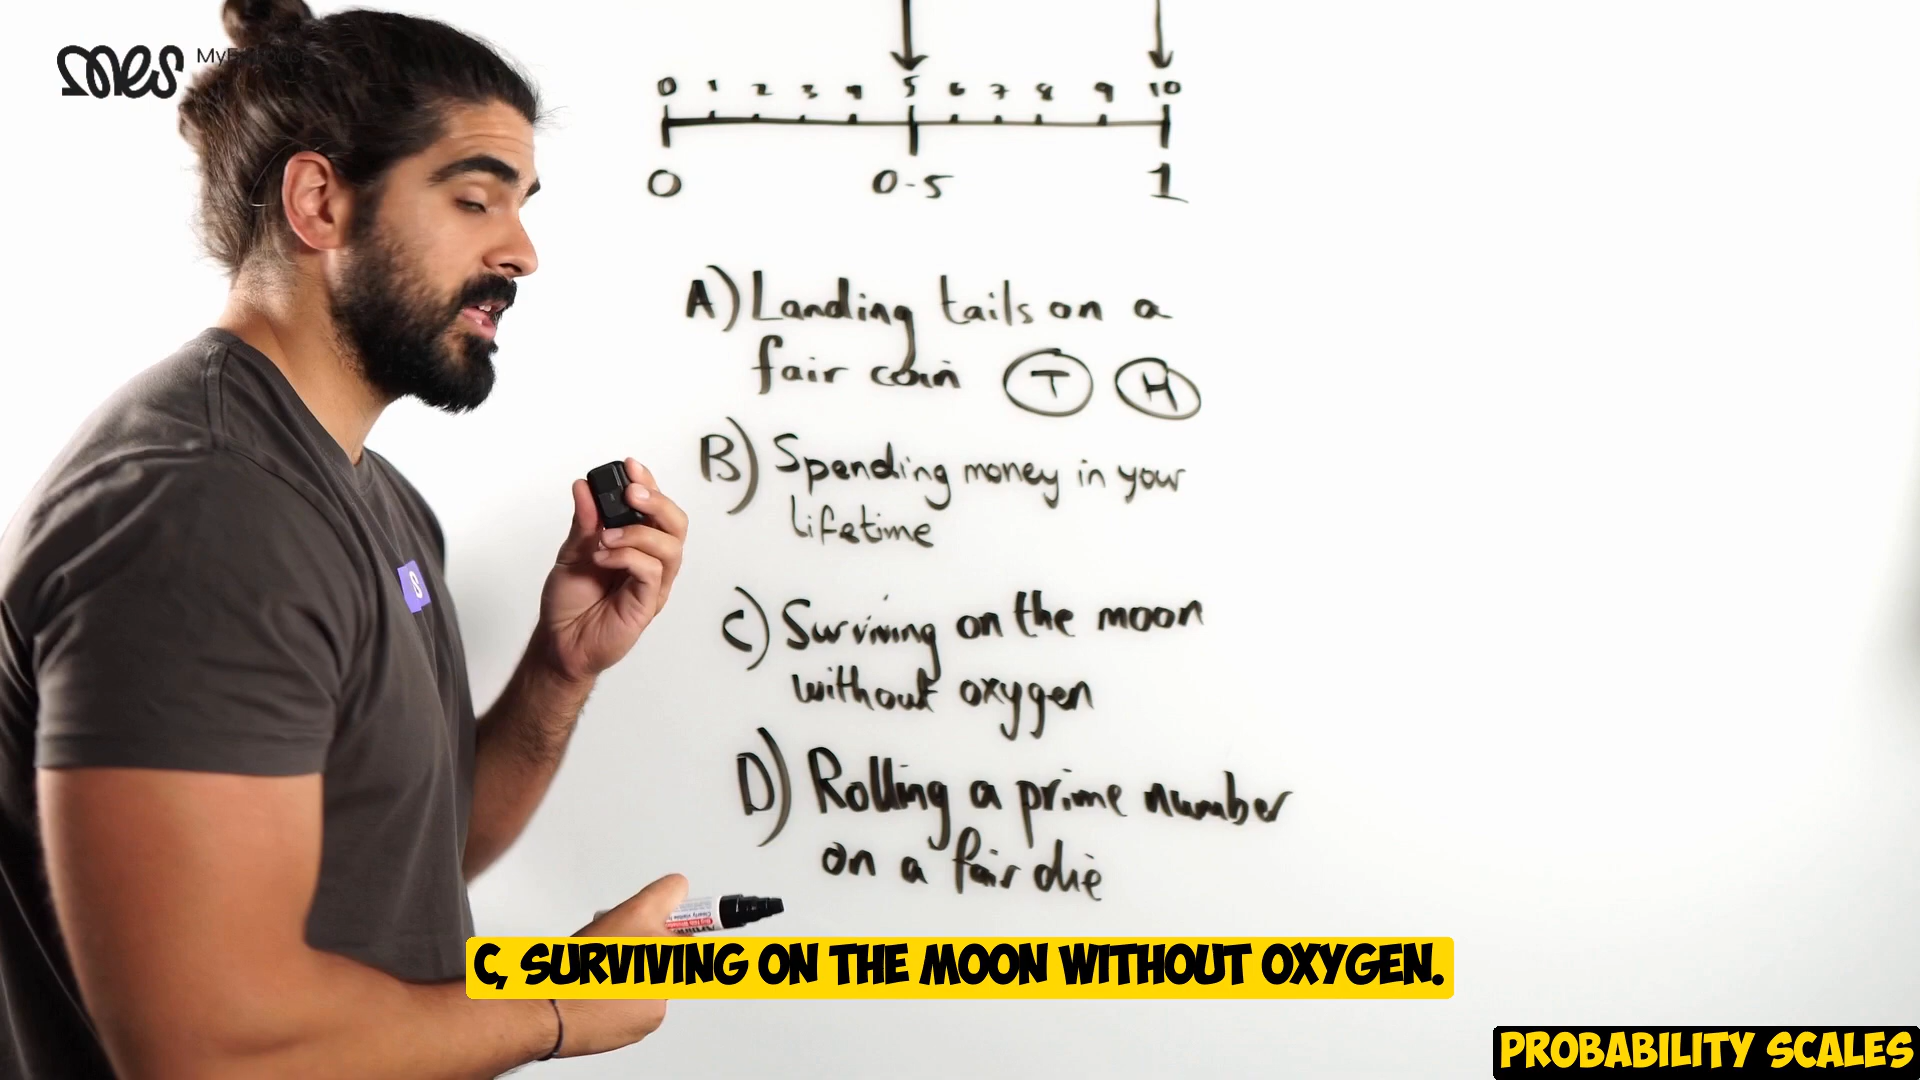 mes
0 1 2 3 4 5 6 7 8 9 10
0 0.5 1
A) Landing tails on a
fair coin T H
B) Spending money in your
lifetime
C) Surviving on the moon
without oxygen
D) Rolling a prime number
on a fair die
C, SURVIVING ON THE MOON WITHOUT OXYGEN.
PROBABILITY SCALES